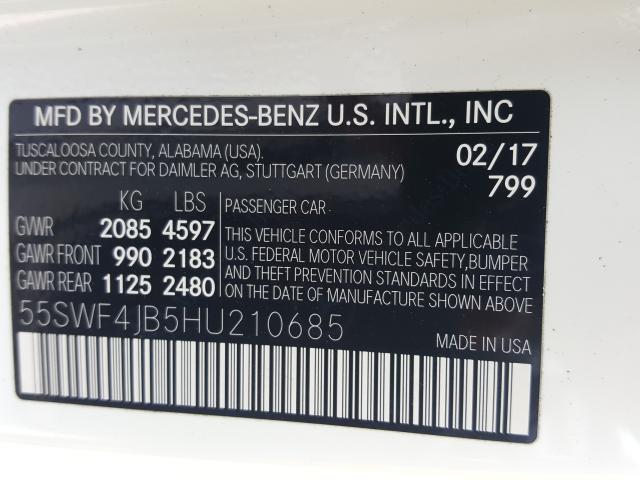 MFD BY MERCEDES-BENZ U.S. INTL., INC
TUSCALOOSA COUNTY, ALABAMA (USA). 02/17
UNDER CONTRACT FOR DAIMLER AG, STUTTGART (GERMANY) 799
KG LBS
GVWR 2085 4597
GAWR FRONT 990 2183
GAWR REAR 1125 2480
PASSENGER CAR
THIS VEHICLE CONFORMS TO ALL APPLICABLE
U.S. FEDERAL MOTOR VEHICLE SAFETY,BUMPER
AND THEFT PREVENTION STANDARDS IN EFFECT
ON THE DATE OF MANUFACTURE SHOWN ABOVE.
55SWF4JB5HU210685
MADE IN USA